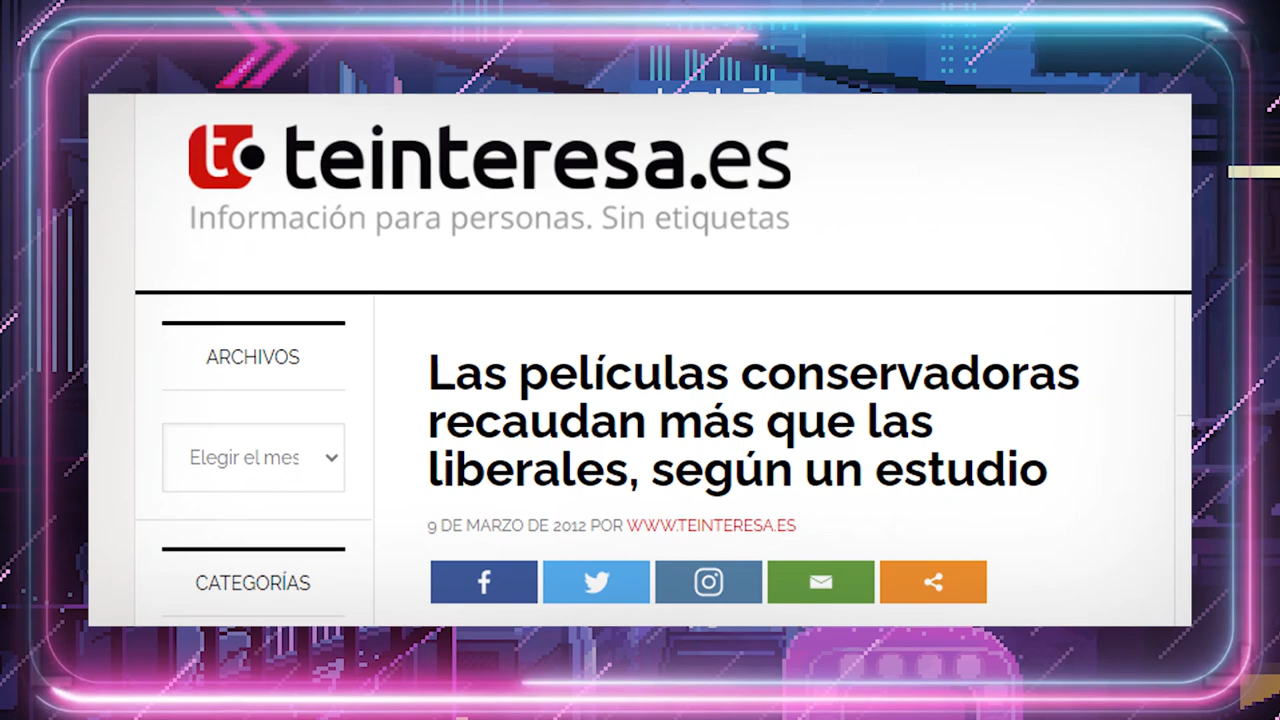 teinteresa.es
Información para personas. Sin etiquetas
ARCHIVOS
Elegir el mes
CATEGORÍAS
Las películas conservadoras
recaudan más que las
liberales, según un estudio
9 DE MARZO DE 2012 POR WWW.TEINTERESA.ES